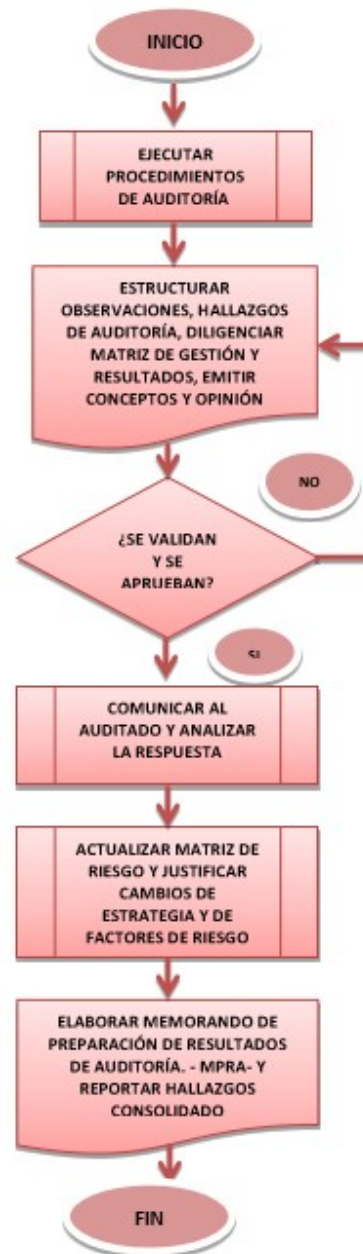 INICIO
EJECUTAR
PROCEDIMIENTOS
DE AUDITORÍA
ESTRUCTURAR
OBSERVACIONES, HALLAZGOS
DE AUDITORÍA, DILIGENCIAR
MATRIZ DE GESTIÓN Y
RESULTADOS, EMITIR
CONCEPTOS Y OPINIÓN
NO
¿SE VALIDAN
Y SE
APRUEBAN?
SI
COMUNICAR AL
AUDITADO Y ANALIZAR
LA RESPUESTA
ACTUALIZAR MATRIZ DE
RIESGO Y JUSTIFICAR
CAMBIOS DE
ESTRATEGIA Y DE
FACTORES DE RIESGO
ELABORAR MEMORANDO DE
PREPARACIÓN DE RESULTADOS
DE AUDITORÍA. - MPRA- Y
REPORTAR HALLAZGOS
CONSOLIDADO
FIN